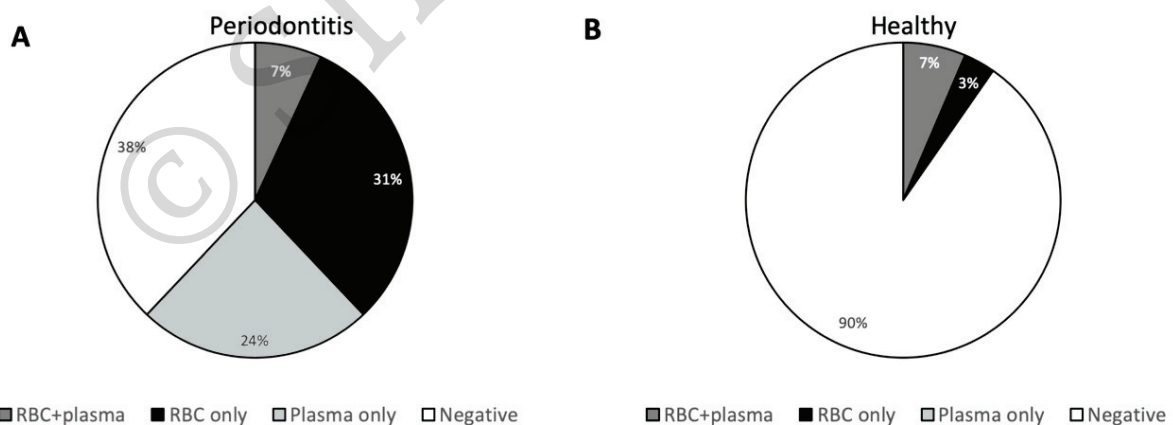 A
Periodontitis
7%
31%
38%
24%
RBC+plasma RBC only Plasma only Negative
B
Healthy
7%
3%
90%
RBC+plasma RBC only Plasma only Negative
©